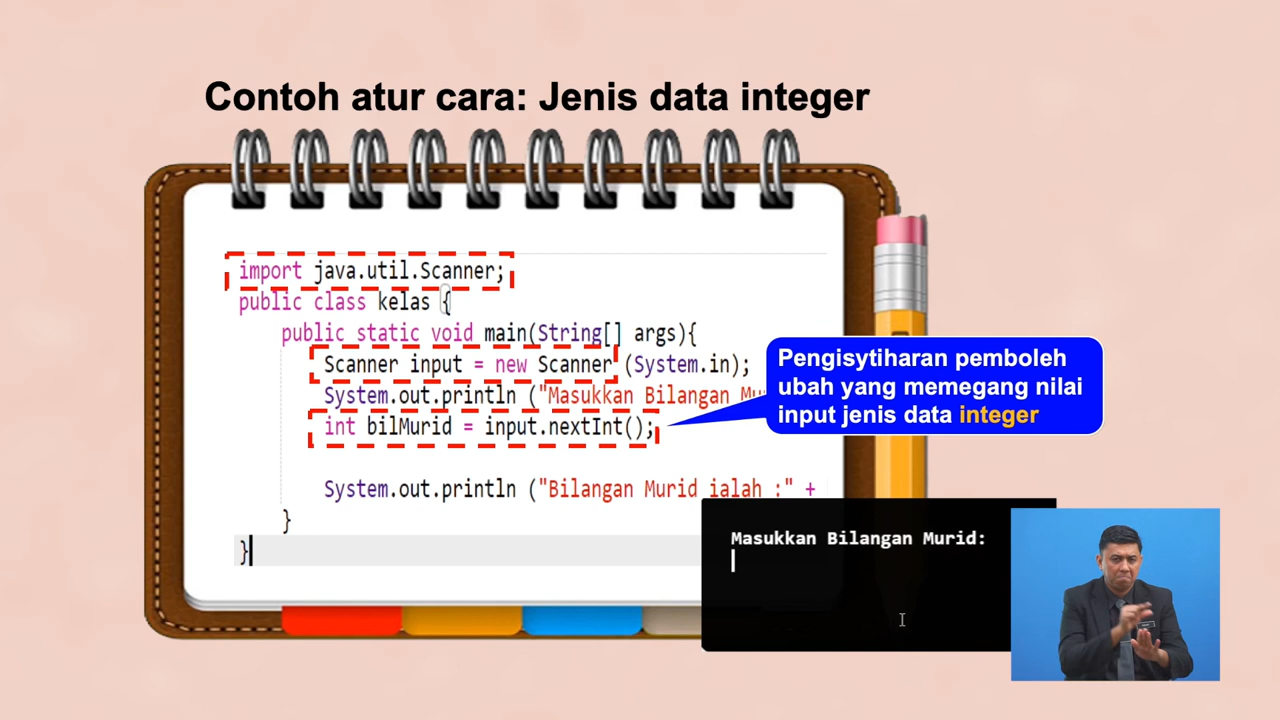 Contoh atur cara: Jenis data integer
import java.util.Scanner;
public class kelas {
public static void main(String[] args){
Scanner input = new Scanner (System.in);
System.out.println ("Masukkan Bilangan
int bilMurid = input.nextInt();
Pengisytiharan pemboleh
ubah yang memegang nilai
input jenis data integer
System.out.println ("Bilangan Murid ialah :" +
}
}
Masukkan Bilangan Murid: